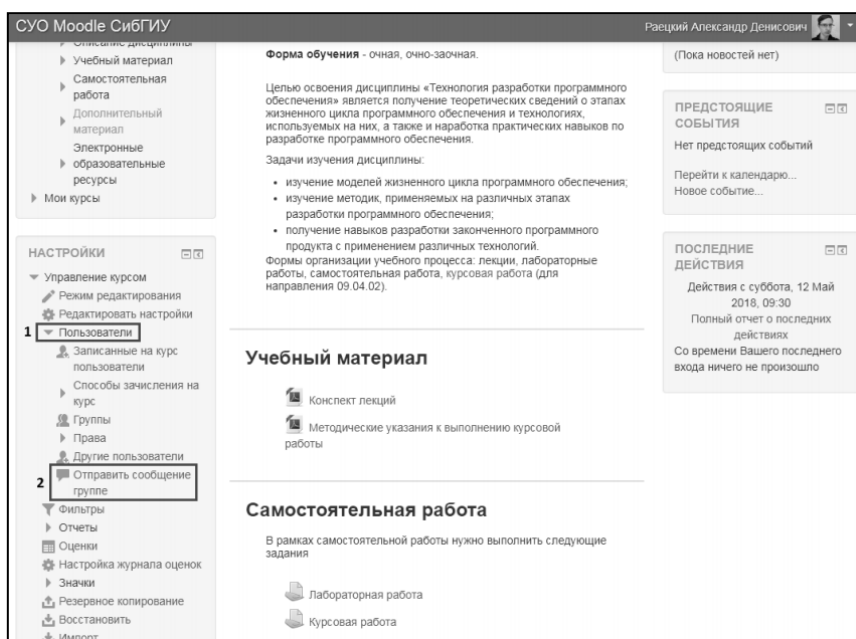 СУО Moodle СибГИУ
Раецкий Александр Денисович
Описание дисциплины
Учебный материал
Самостоятельная
работа
Дополнительный
материал
Электронные
образовательные
ресурсы
Мои курсы
НАСТРОЙКИ
Управление курсом
Режим редактирования
Редактировать настройки
1 Пользователи
Записанные на курс
пользователи
Способы зачисления на
курс
Группы
Права
Другие пользователи
2 Отправить сообщение
группе
Фильтры
Отчеты
Оценки
Настройка журнала оценок
Значки
Резервное копирование
Восстановить
Импорт
Форма обучения - очная, очно-заочная.
Целью освоения дисциплины «Технология разработки программного
обеспечения» является получение теоретических сведений о этапах
жизненного цикла программного обеспечения и технологиях,
используемых на них, а также и наработка практических навыков по
разработке программного обеспечения.
Задачи изучения дисциплины:
• изучение моделей жизненного цикла программного обеспечения;
• изучение методик, применяемых на различных этапах
разработки программного обеспечения;
• получение навыков разработки законченного программного
продукта с применением различных технологий.
Формы организации учебного процесса: лекции, лабораторные
работы, самостоятельная работа, курсовая работа (для
направления 09.04.02).
Учебный материал
Конспект лекций
Методические указания к выполнению курсовой
работы
Самостоятельная работа
В рамках самостоятельной работы нужно выполнить следующие
задания
Лабораторная работа
Курсовая работа
(Пока новостей нет)
ПРЕДСТОЯЩИЕ
СОБЫТИЯ
Нет предстоящих событий
Перейти к календарю...
Новое событие...
ПОСЛЕДНИЕ
ДЕЙСТВИЯ
Действия с суббота, 12 Май
2018, 09:30
Полный отчет о последних
действиях
Со времени Вашего последнего
входа ничего не произошло